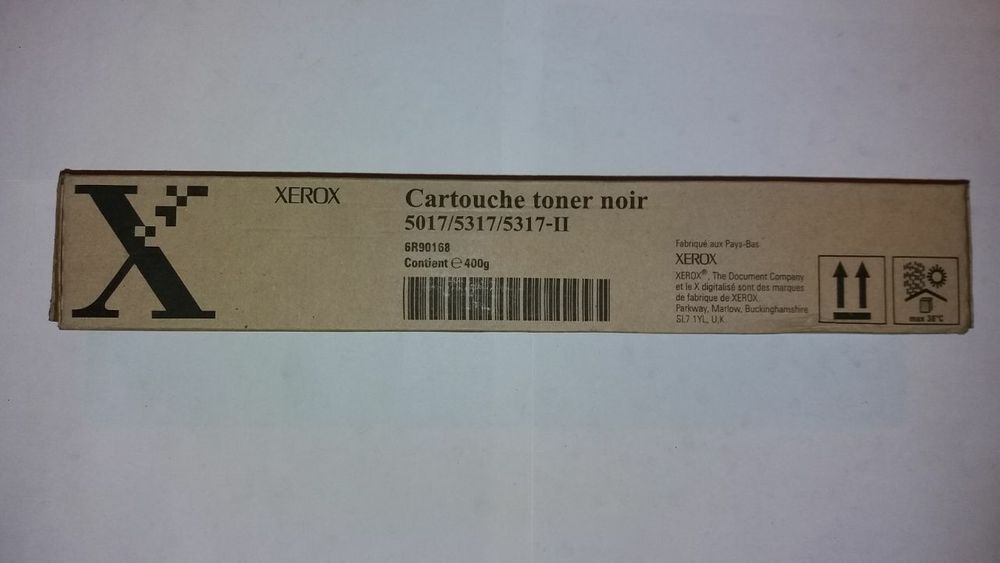 XEROX
Cartouche toner noir
5017/5317/5317-II
6R90168
Contient ℮ 400g
Fabriqué aux Pays-Bas
XEROX
XEROX®, The Document Company
et le X digitalisé sont des marques
de fabrique de XEROX.
Parkway, Marlow, Buckinghamshire
SL7 1YL, U.K.
max 38°C